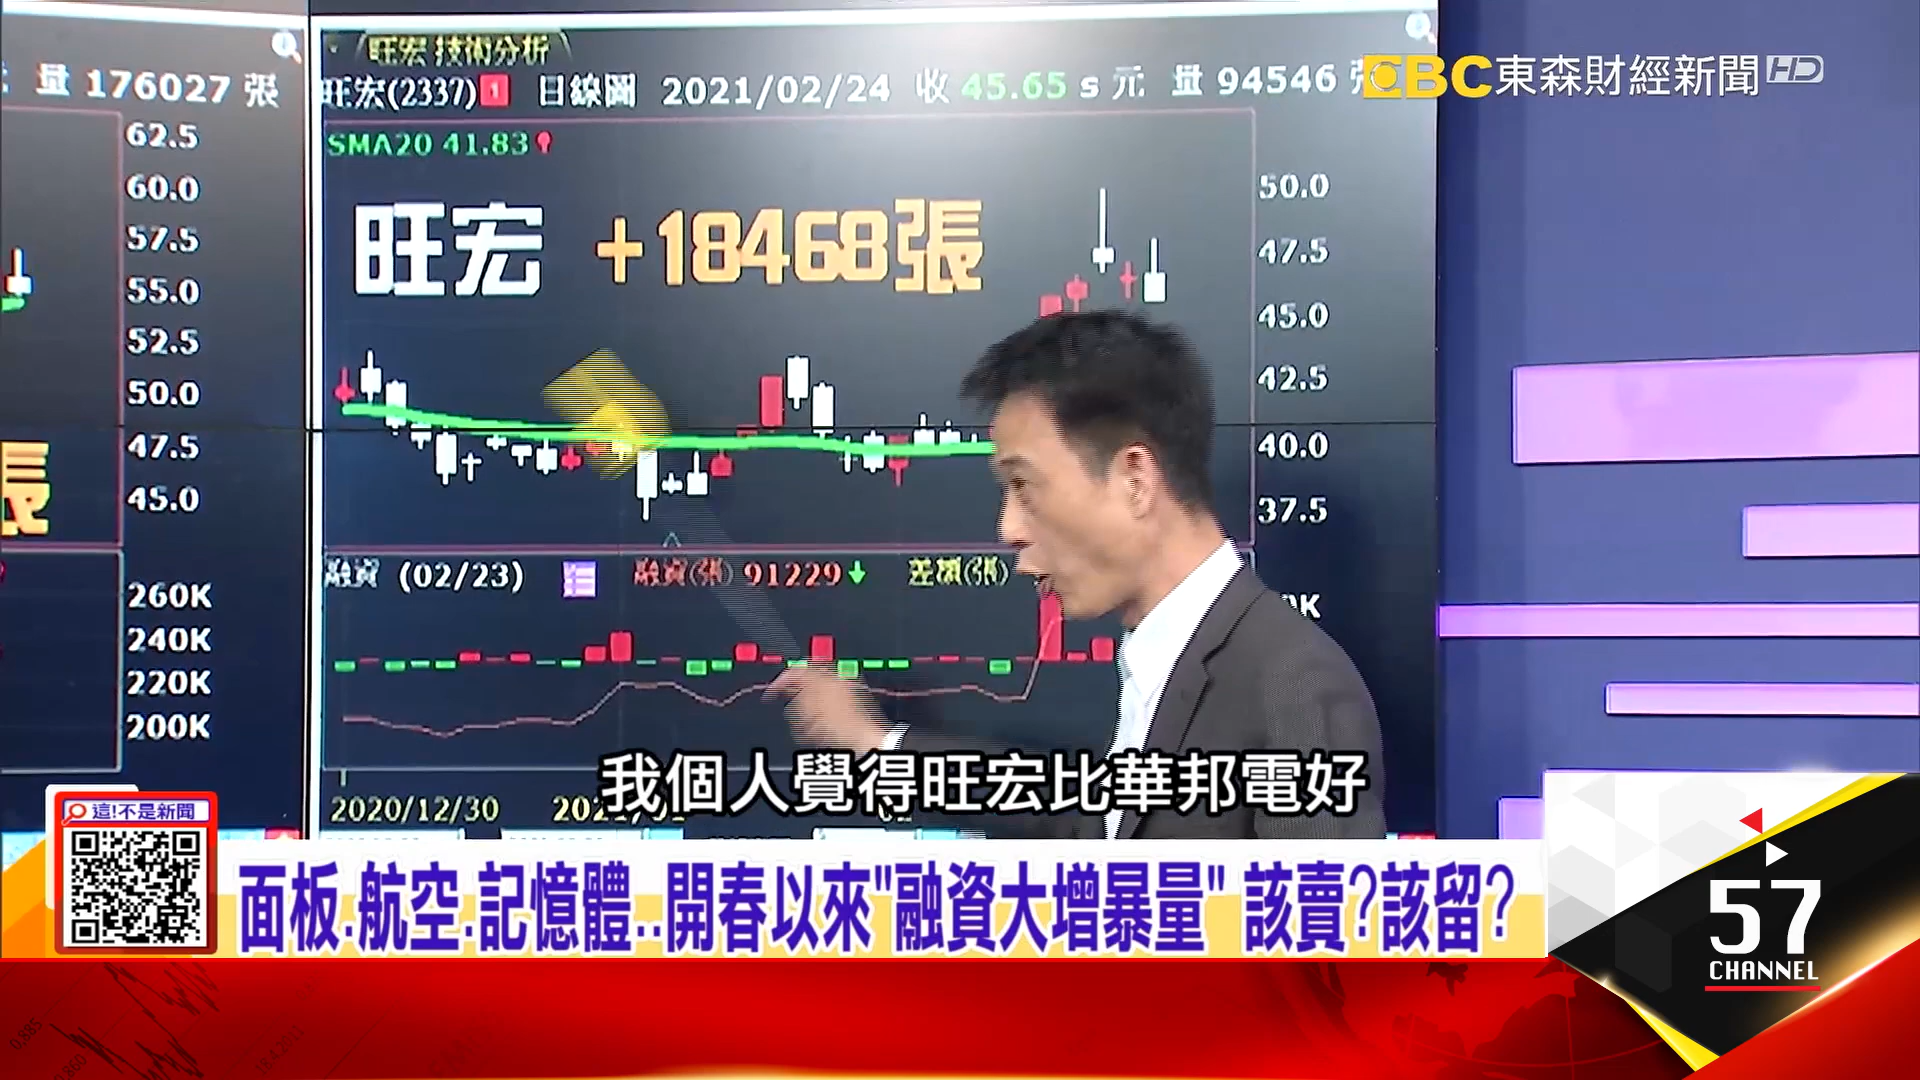 旺宏 技術分析
量 176027 張
旺宏(2337) 1 日線圖 2021/02/24 收 45.65 s 元 量 94546 張
EBC東森財經新聞HD
SMA20 41.83
旺宏 +18468張
62.5
60.0
57.5
55.0
52.5
50.0
47.5
45.0
260K
240K
220K
200K
張
50.0
47.5
45.0
42.5
40.0
37.5
融資 (02/23) 融資(張) 91229 差額(張)
2020/12/30
我個人覺得旺宏比華邦電好
這!不是新聞
面板.航空.記憶體..開春以來"融資大增暴量" 該賣?該留?
57
CHANNEL